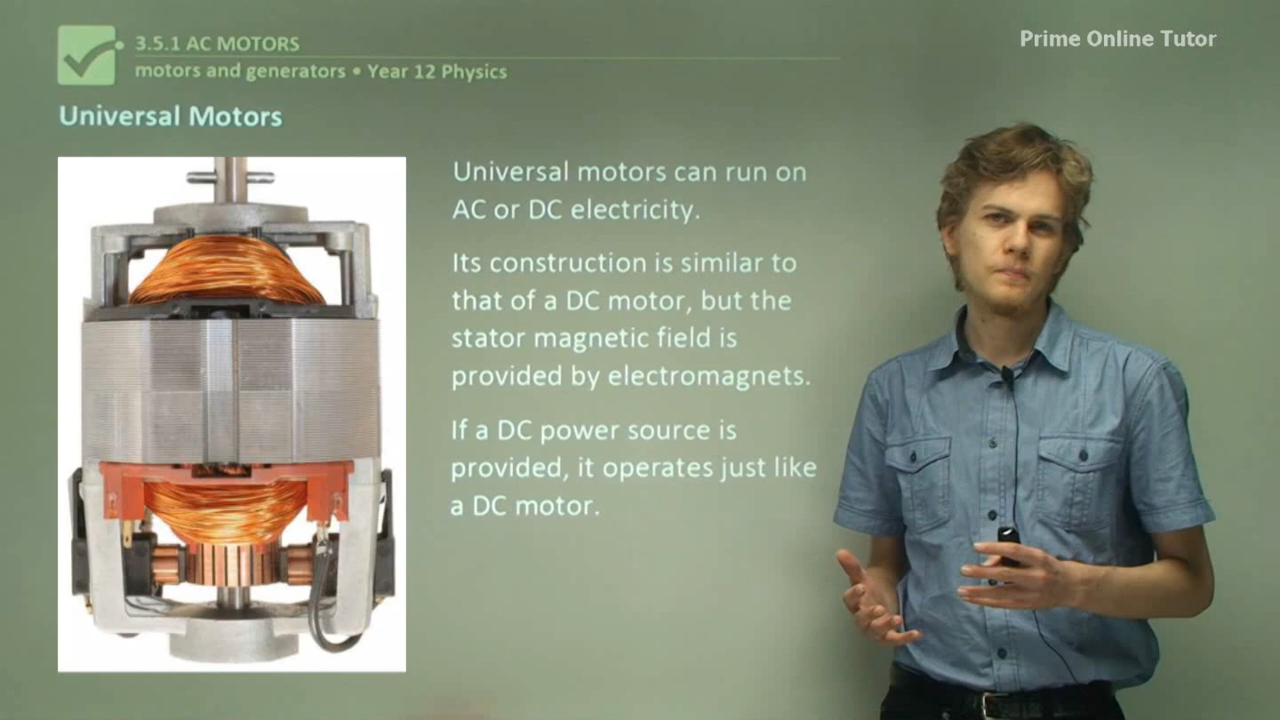 3.5.1 AC MOTORS
motors and generators • Year 12 Physics
Prime Online Tutor
Universal Motors
Universal motors can run on
AC or DC electricity.
Its construction is similar to
that of a DC motor, but the
stator magnetic field is
provided by electromagnets.
If a DC power source is
provided, it operates just like
a DC motor.